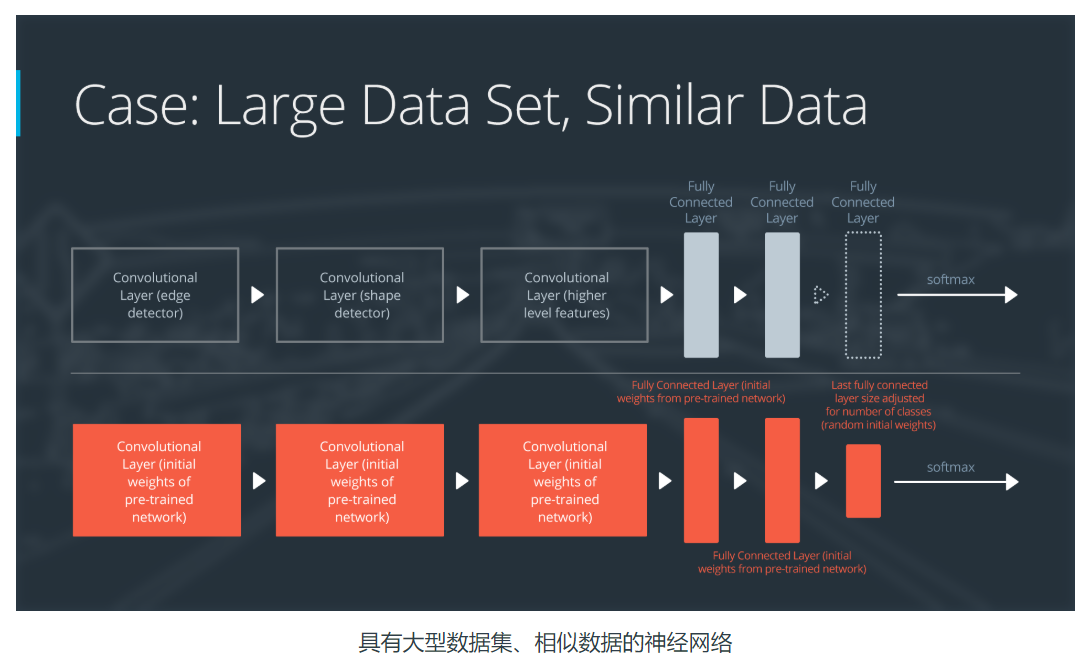 Case: Large Data Set, Similar Data
Fully
Connected
Layer
Fully
Connected
Layer
Fully
Connected
Layer
Convolutional
Layer (edge
detector)
Convolutional
Layer (shape
detector)
Convolutional
Layer (higher
level features)
softmax
Fully Connected Layer (initial
weights from pre-trained network)
Last fully connected
layer size adjusted
for number of classes
(random initial weights)
Convolutional
Layer (initial
weights of
pre-trained
network)
Convolutional
Layer (initial
weights of
pre-trained
network)
Convolutional
Layer (initial
weights of
pre-trained
network)
softmax
Fully Connected Layer (initial
weights from pre-trained network)
具有大型数据集、相似数据的神经网络